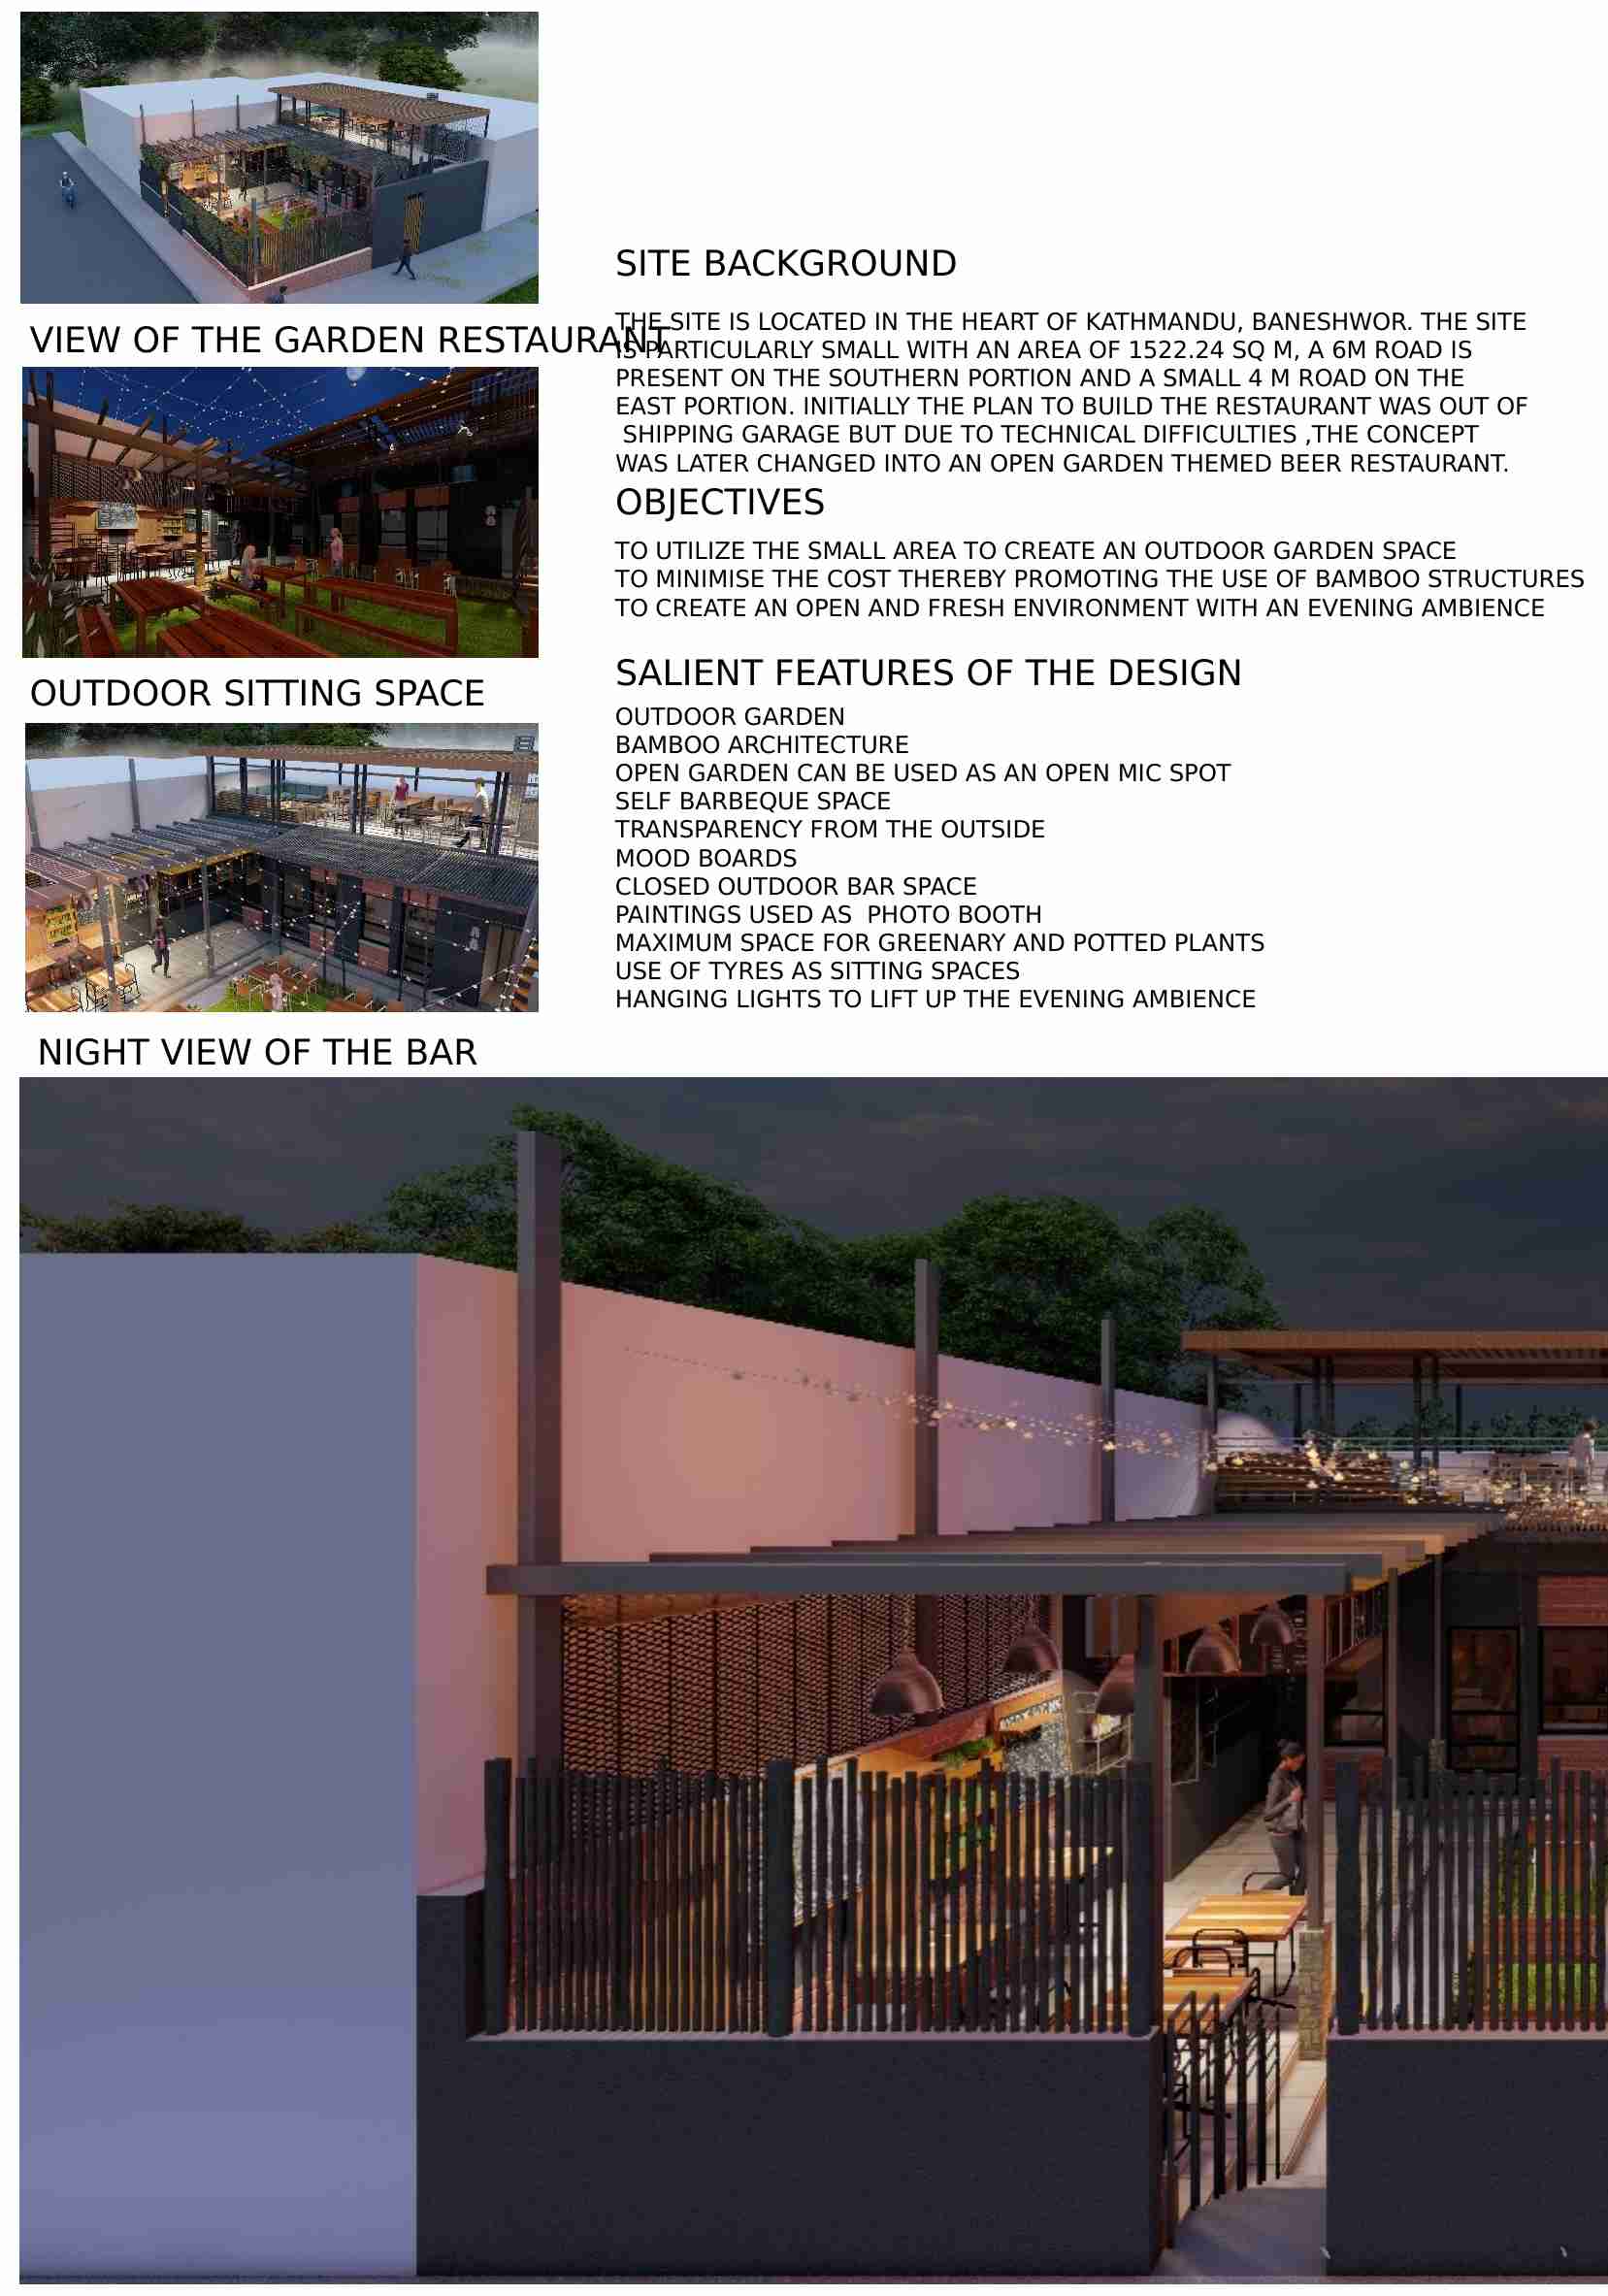 VIEW OF THE GARDEN RESTAURANT
OUTDOOR SITTING SPACE
NIGHT VIEW OF THE BAR
SITE BACKGROUND
THE SITE IS LOCATED IN THE HEART OF KATHMANDU, BANESHWOR. THE SITE
IS PARTICULARLY SMALL WITH AN AREA OF 1522.24 SQ M, A 6M ROAD IS
PRESENT ON THE SOUTHERN PORTION AND A SMALL 4 M ROAD ON THE
EAST PORTION. INITIALLY THE PLAN TO BUILD THE RESTAURANT WAS OUT OF
SHIPPING GARAGE BUT DUE TO TECHNICAL DIFFICULTIES ,THE CONCEPT
WAS LATER CHANGED INTO AN OPEN GARDEN THEMED BEER RESTAURANT.
OBJECTIVES
TO UTILIZE THE SMALL AREA TO CREATE AN OUTDOOR GARDEN SPACE
TO MINIMISE THE COST THEREBY PROMOTING THE USE OF BAMBOO STRUCTURES
TO CREATE AN OPEN AND FRESH ENVIRONMENT WITH AN EVENING AMBIENCE
SALIENT FEATURES OF THE DESIGN
OUTDOOR GARDEN
BAMBOO ARCHITECTURE
OPEN GARDEN CAN BE USED AS AN OPEN MIC SPOT
SELF BARBEQUE SPACE
TRANSPARENCY FROM THE OUTSIDE
MOOD BOARDS
CLOSED OUTDOOR BAR SPACE
PAINTINGS USED AS  PHOTO BOOTH
MAXIMUM SPACE FOR GREENARY AND POTTED PLANTS
USE OF TYRES AS SITTING SPACES
HANGING LIGHTS TO LIFT UP THE EVENING AMBIENCE